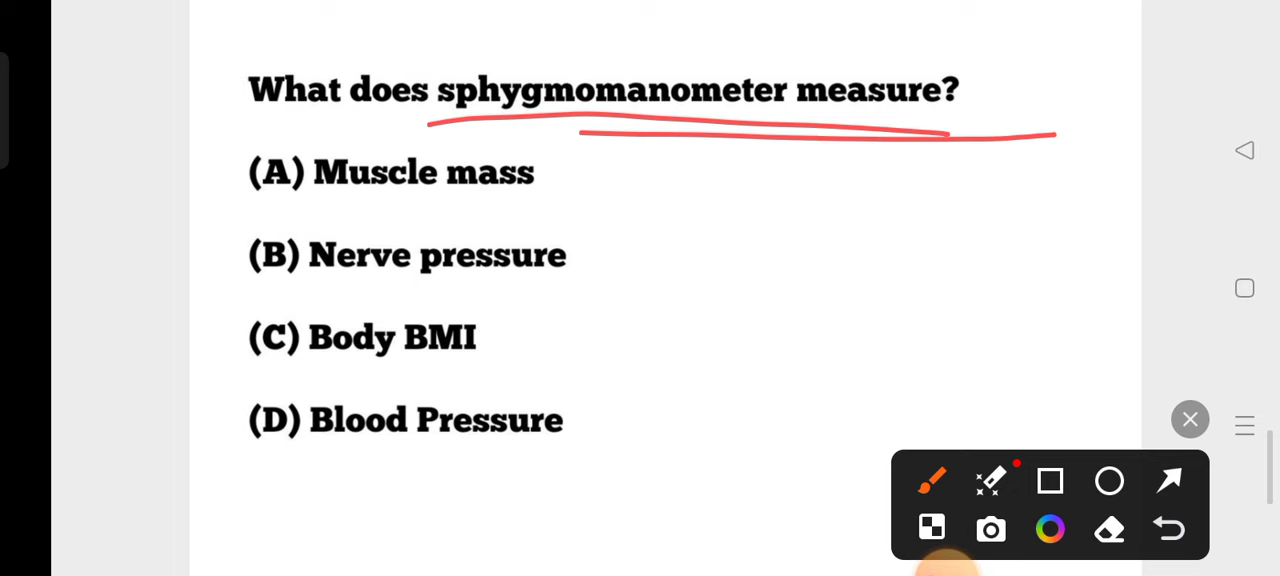 What does sphygmomanometer measure?
(A) Muscle mass
(B) Nerve pressure
(C) Body BMI
(D) Blood Pressure